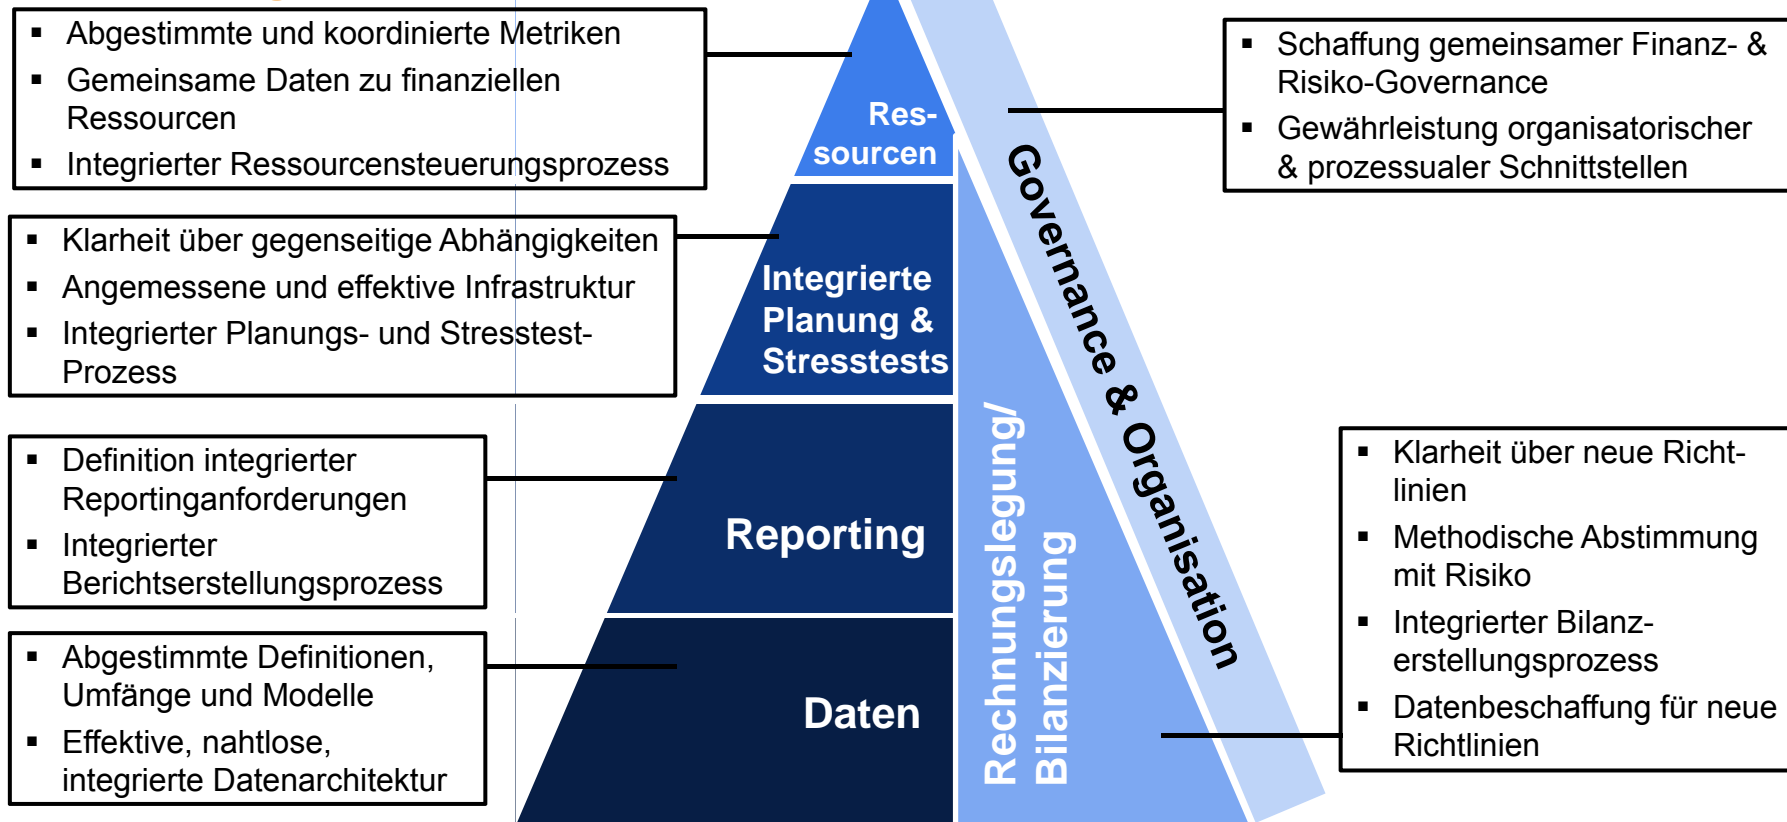 ▪ Abgestimmte und koordinierte Metriken
▪ Gemeinsame Daten zu finanziellen
Ressourcen
▪ Integrierter Ressourcensteuerungsprozess
▪ Klarheit über gegenseitige Abhängigkeiten
▪ Angemessene und effektive Infrastruktur
▪ Integrierter Planungs- und Stresstest-
Prozess
▪ Definition integrierter
Reportinganforderungen
▪ Integrierter
Berichtserstellungsprozess
▪ Abgestimmte Definitionen,
Umfänge und Modelle
▪ Effektive, nahtlose,
integrierte Datenarchitektur
Res-
sourcen
Integrierte
Planung &
Stresstests
Reporting
Daten
Rechnungslegung/
Bilanzierung
Governance & Organisation
▪ Schaffung gemeinsamer Finanz- &
Risiko-Governance
▪ Gewährleistung organisatorischer
& prozessualer Schnittstellen
▪ Klarheit über neue Richt-
linien
▪ Methodische Abstimmung
mit Risiko
▪ Integrierter Bilanz-
erstellungsprozess
▪ Datenbeschaffung für neue
Richtlinien